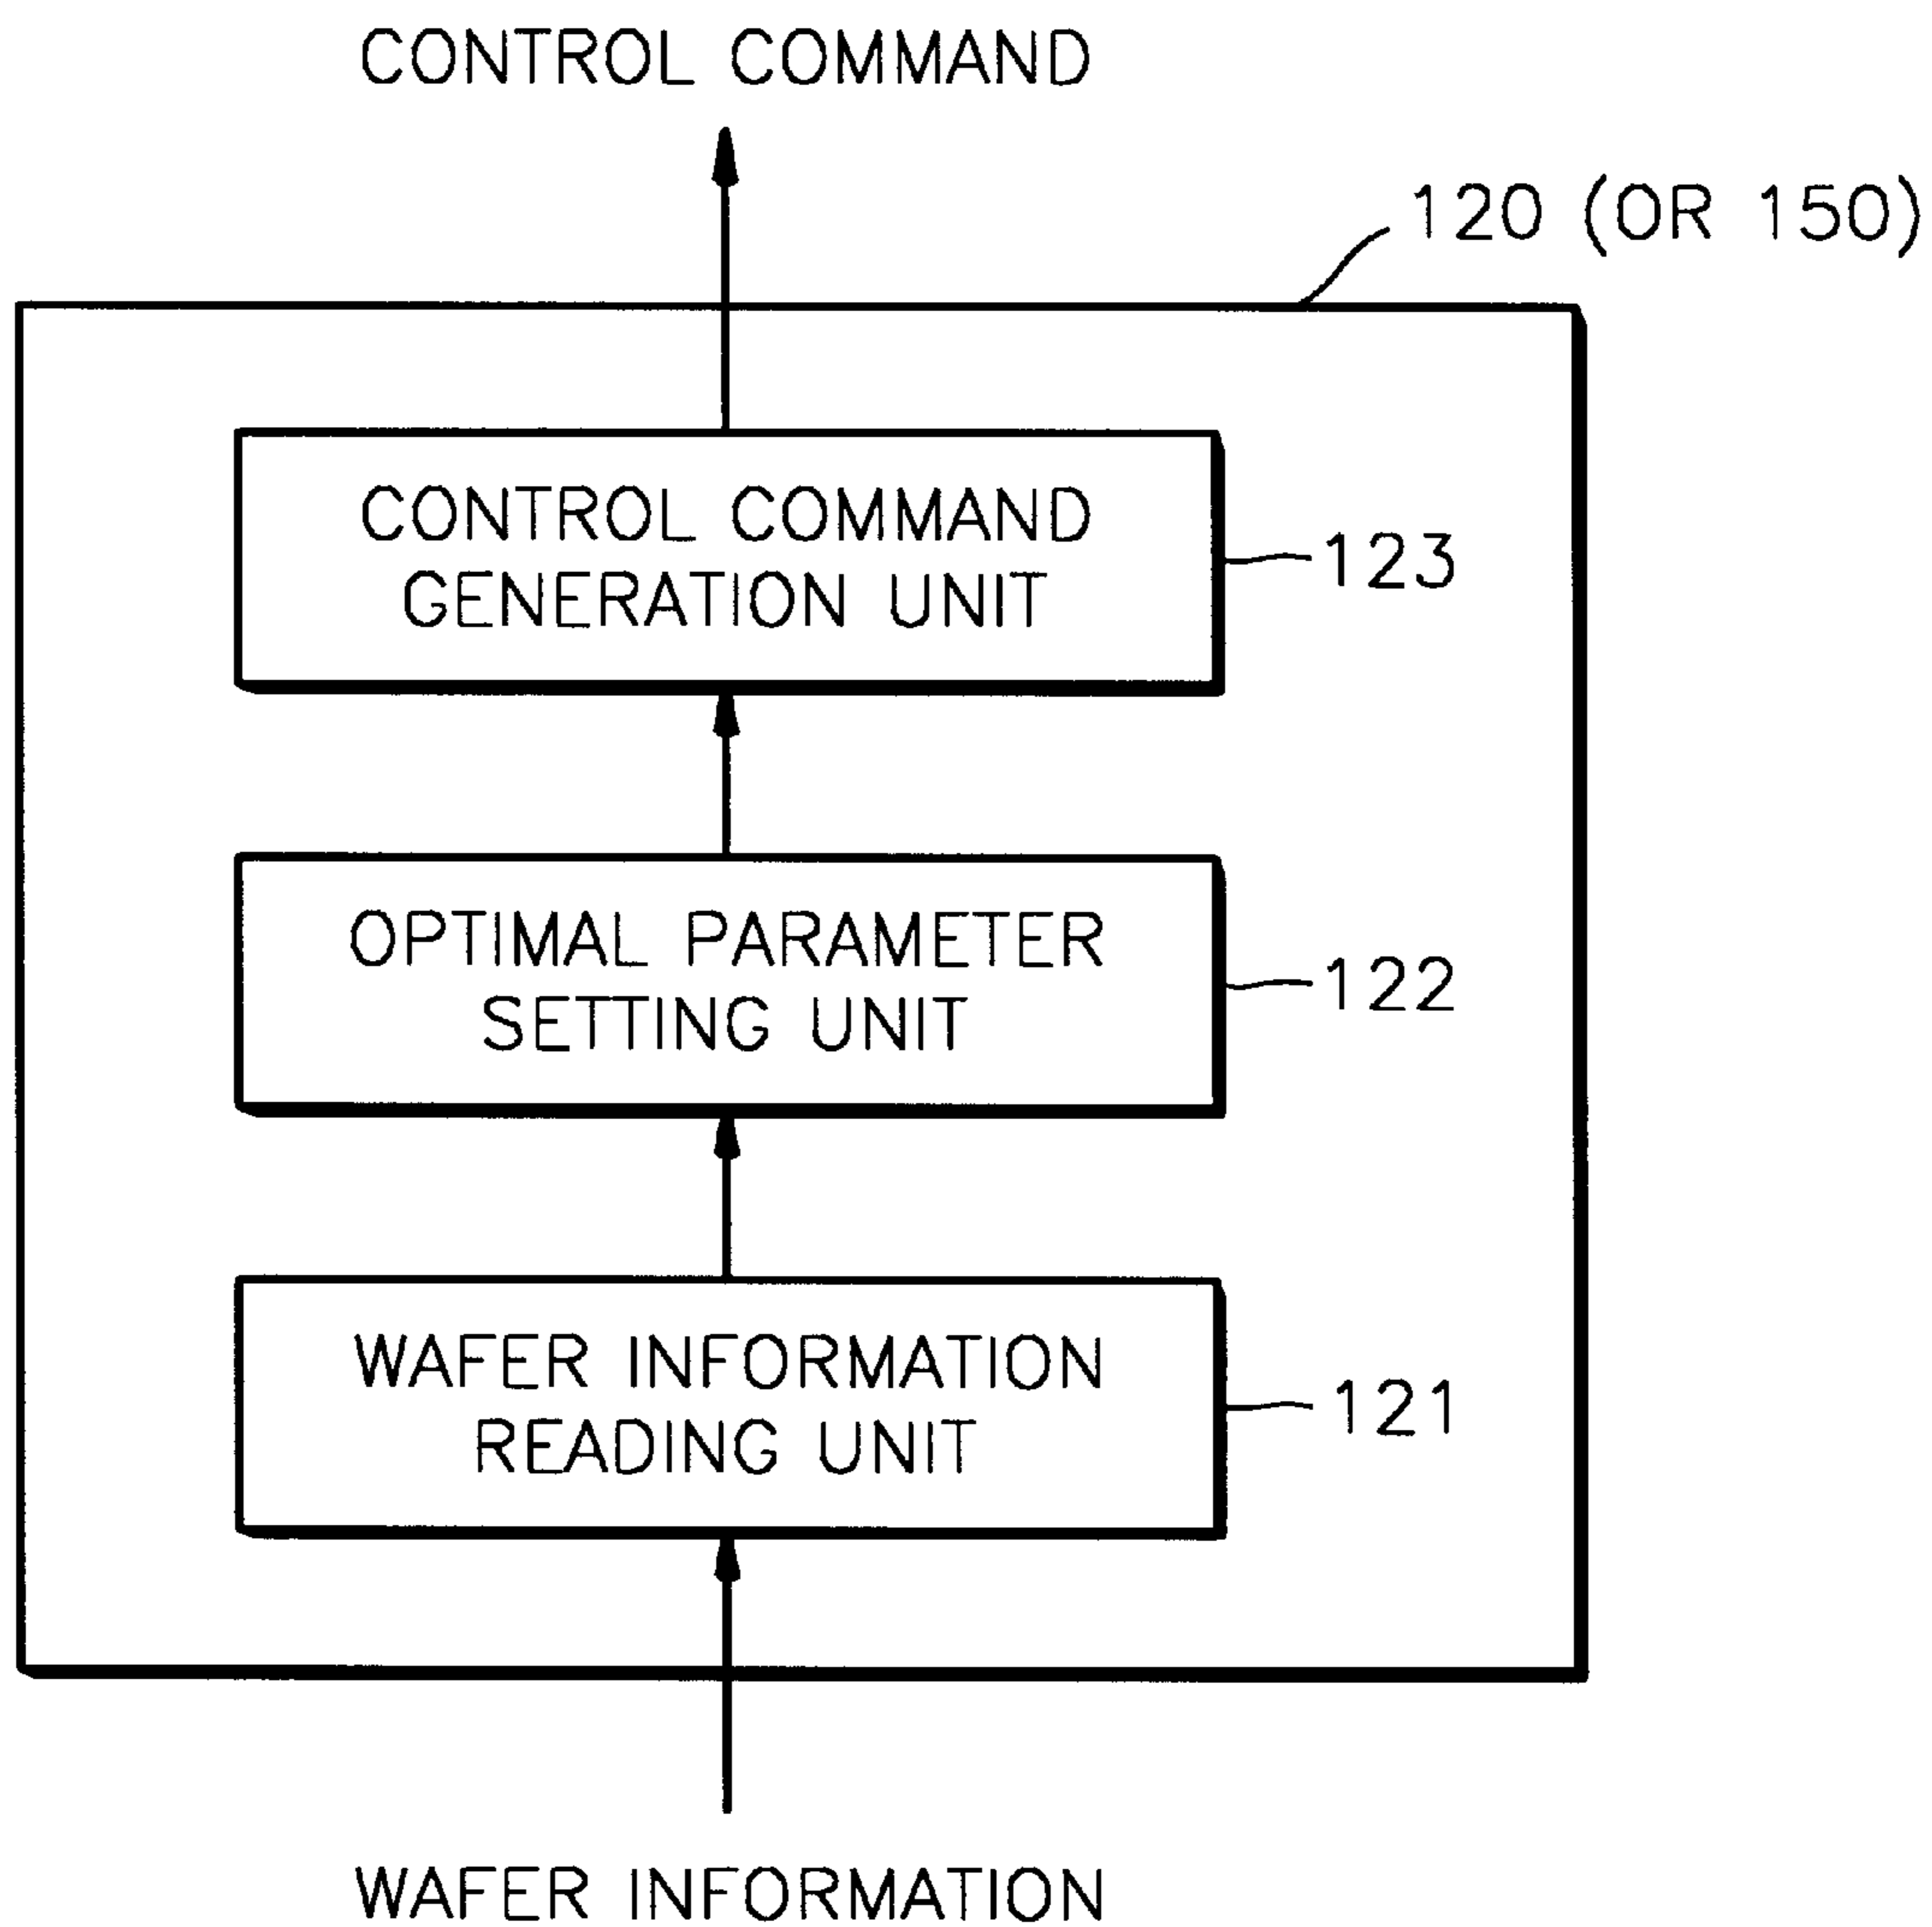 CONTROL COMMAND
120 (OR 150)
CONTROL COMMAND
GENERATION UNIT
123
OPTIMAL PARAMETER
SETTING UNIT
122
WAFER INFORMATION
READING UNIT
121
WAFER INFORMATION